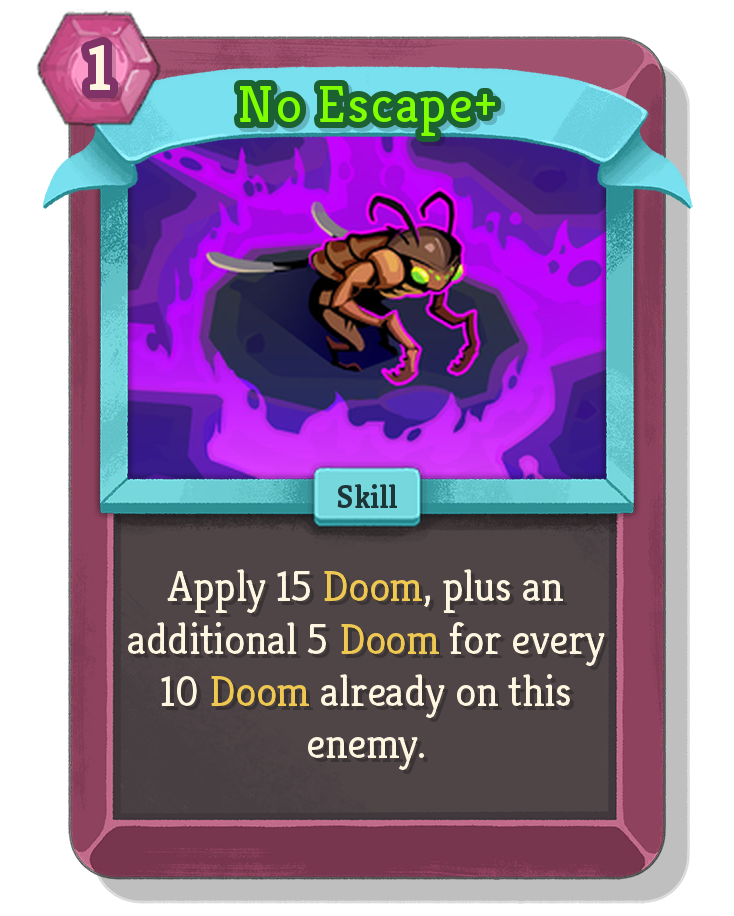 1
No Escape+
Skill
Apply 15 Doom, plus an
additional 5 Doom for every
10 Doom already on this
enemy.